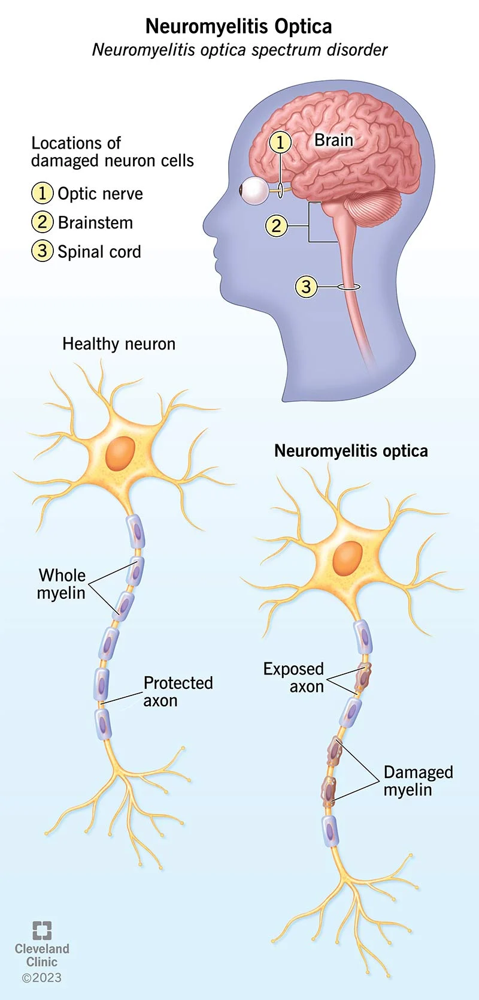 Neuromyelitis Optica
Neuromyelitis optica spectrum disorder
Locations of
damaged neuron cells
1 Optic nerve
2 Brainstem
3 Spinal cord
1
Brain
2
3
Healthy neuron
Whole
myelin
Protected
axon
Neuromyelitis optica
Exposed
axon
Damaged
myelin
Cleveland
Clinic
©2023